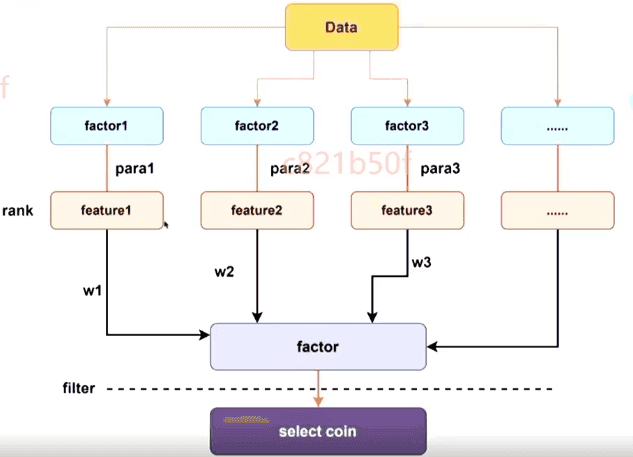 Data
factor1 factor2 factor3 ......
para1 para2 para3
c821b50f
rank feature1 feature2 feature3 ......
w1 w2 w3
factor
filter
select coin
f